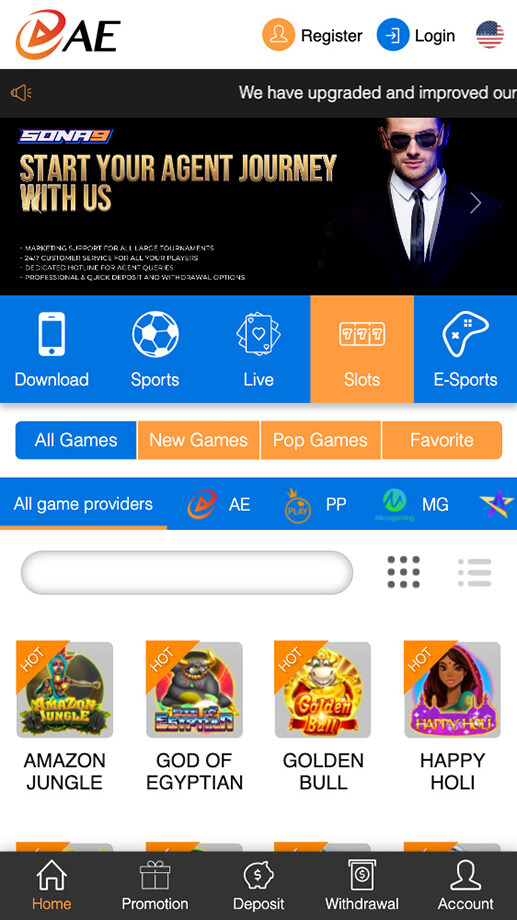 AE
Register
Login
We have upgraded and improved our
SONA9
START YOUR AGENT JOURNEY
WITH US
- MARKETING SUPPORT FOR ALL LARGE TOURNAMENTS
- 24/7 CUSTOMER SERVICE FOR ALL YOUR PLAYERS
- DEDICATED HOTLINE FOR AGENT QUERIES
- PROFESSIONAL & QUICK DEPOSIT AND WITHDRAWAL OPTIONS
Download
Sports
Live
777
Slots
E-Sports
All Games
New Games
Pop Games
Favorite
All game providers
AE
PLAY
PP
Microgaming
MG
HOT
AMAZON
JUNGLE
HOT
GOD OF
EGYPTIAN
HOT
Golden
Bull
HOT
HAPPY HOLI
AMAZON
JUNGLE
GOD OF
EGYPTIAN
GOLDEN
BULL
HAPPY
HOLI
Home
Promotion
Deposit
Withdrawal
Account